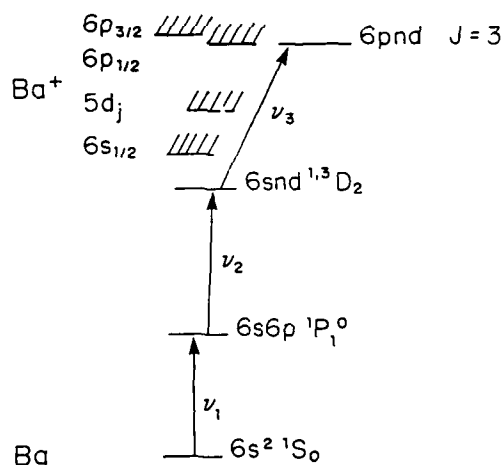 6p₃/₂ 6pnd J = 3
6p₁/₂
Ba⁺
5dⱼ
ν₃
6s₁/₂
6snd ¹,³D₂
ν₂
6s6p ¹P₁⁰
ν₁
Ba 6s² ¹S₀